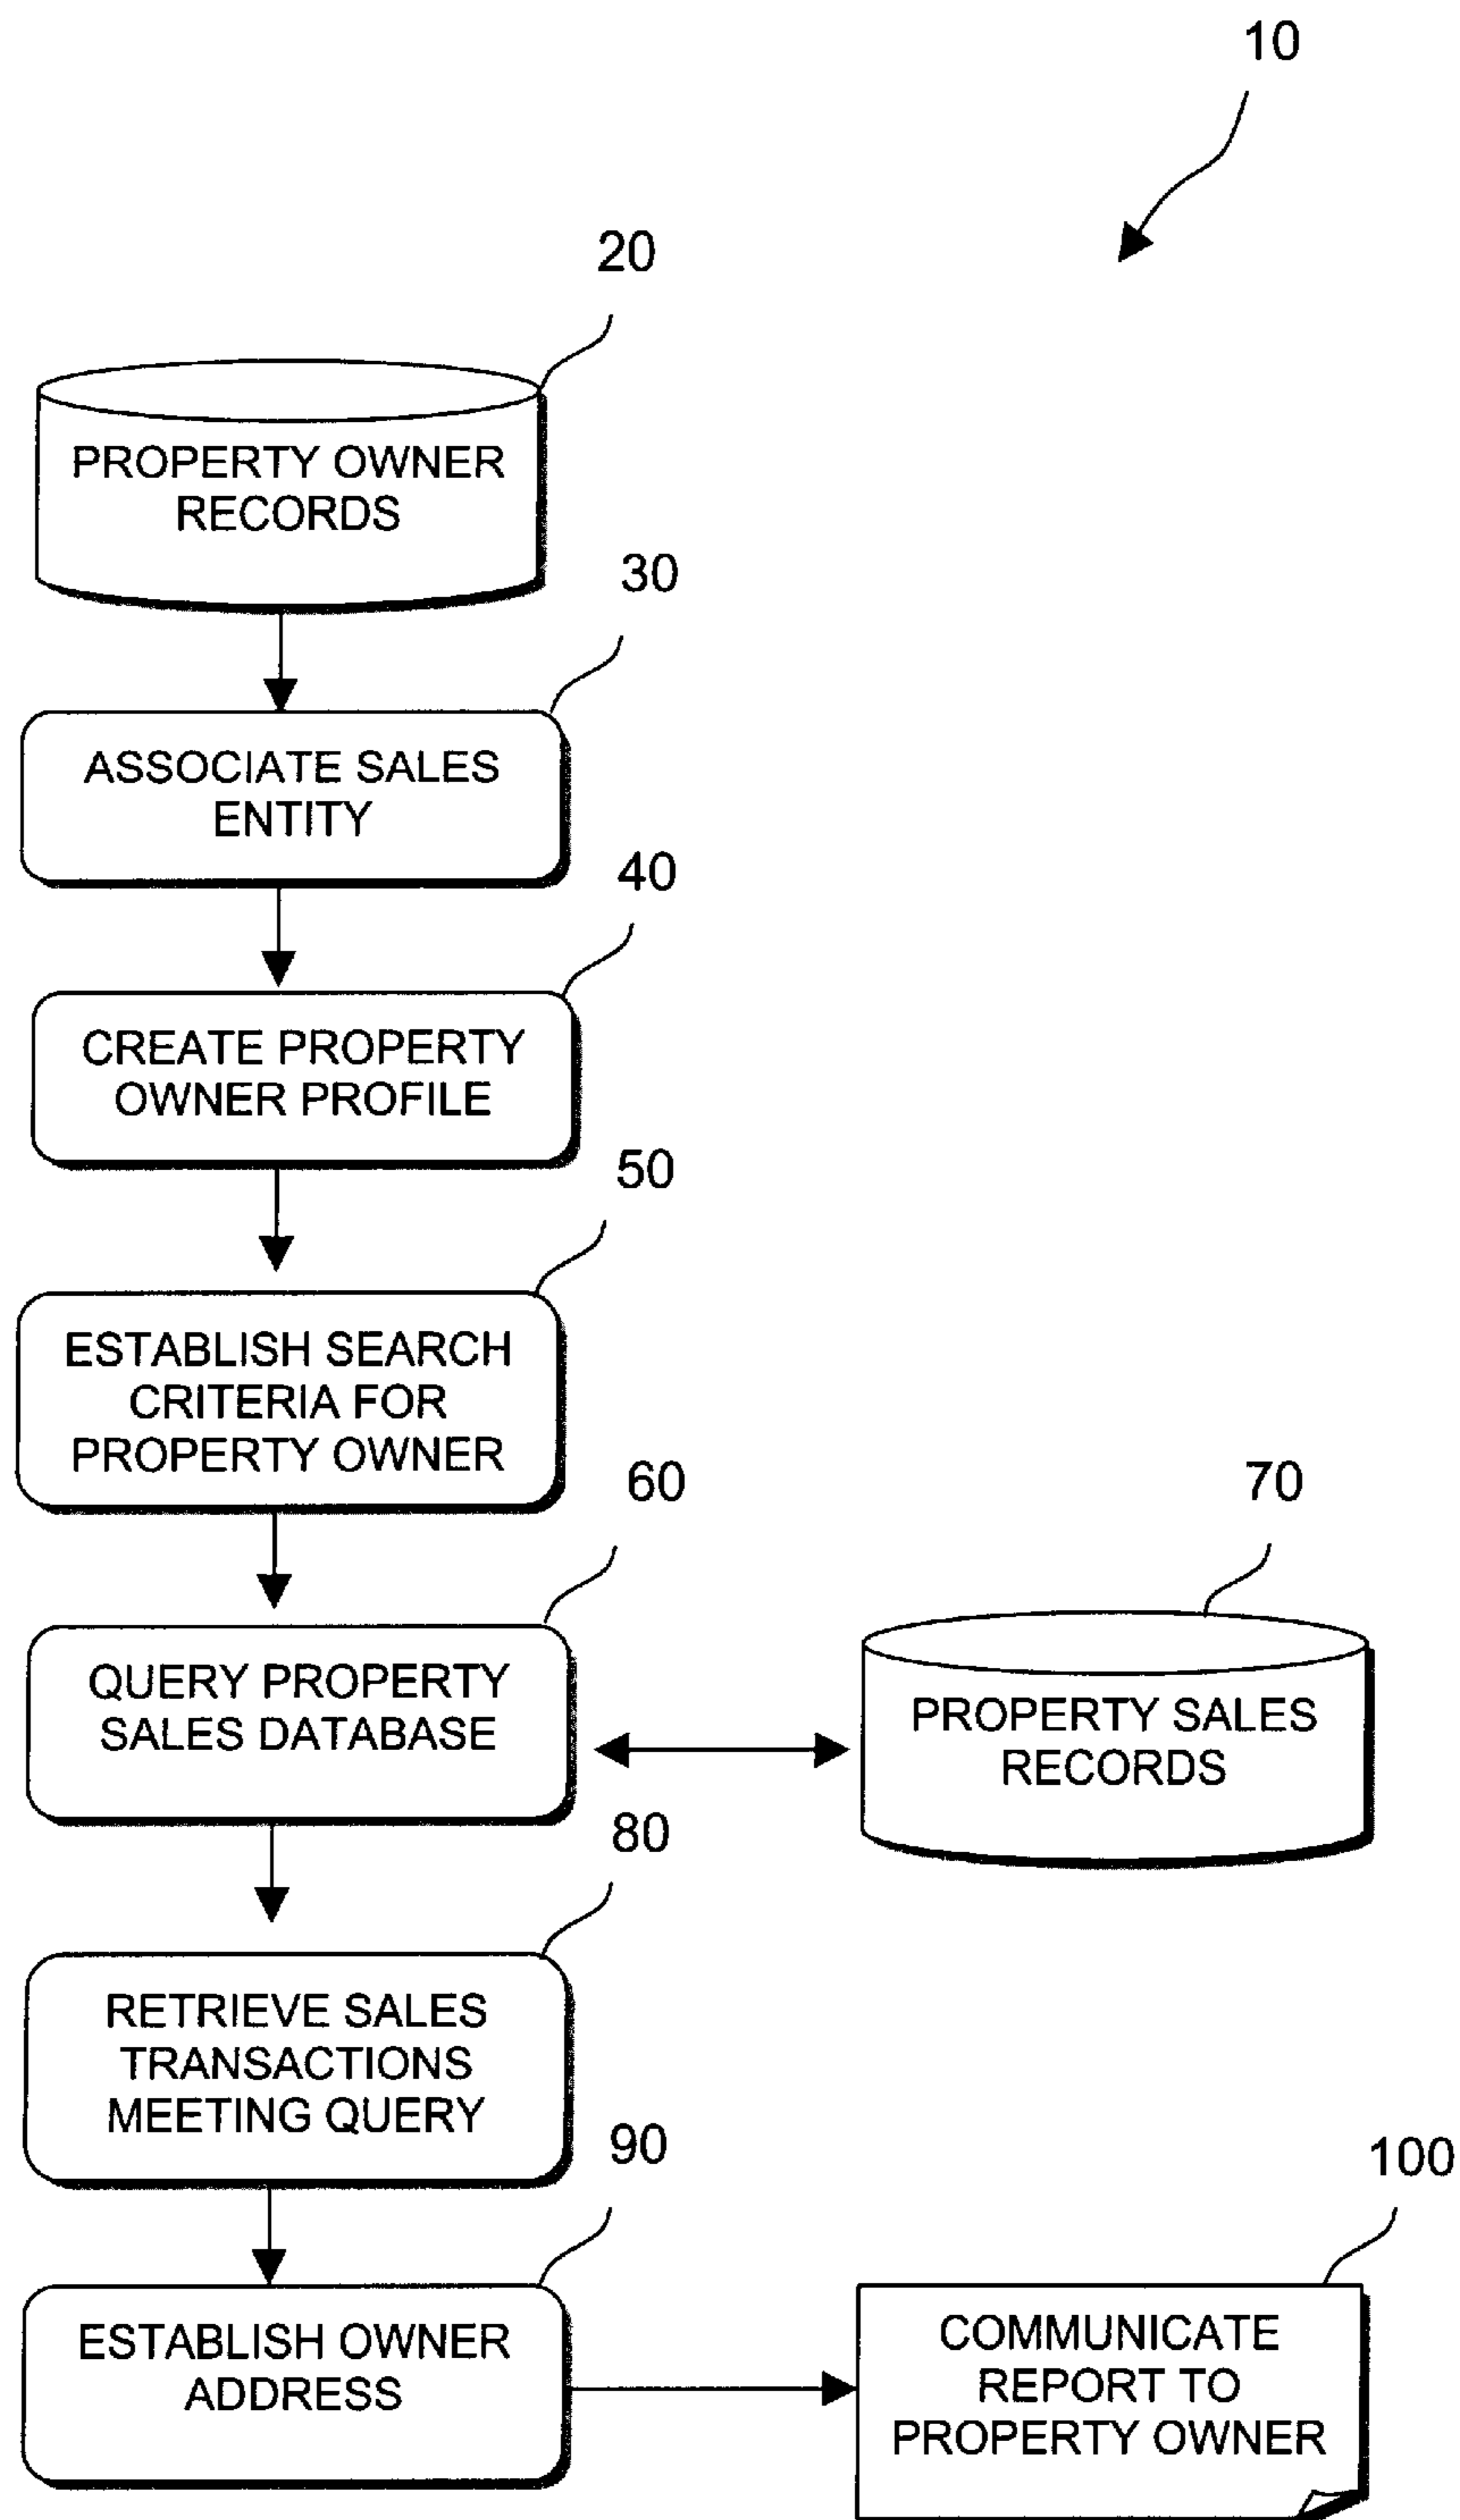 10
20
PROPERTY OWNER
RECORDS
30
ASSOCIATE SALES
ENTITY
40
CREATE PROPERTY
OWNER PROFILE
50
ESTABLISH SEARCH
CRITERIA FOR
PROPERTY OWNER
60
70
QUERY PROPERTY
SALES DATABASE
PROPERTY SALES
RECORDS
80
RETRIEVE SALES
TRANSACTIONS
MEETING QUERY
90
100
ESTABLISH OWNER
ADDRESS
COMMUNICATE
REPORT TO
PROPERTY OWNER